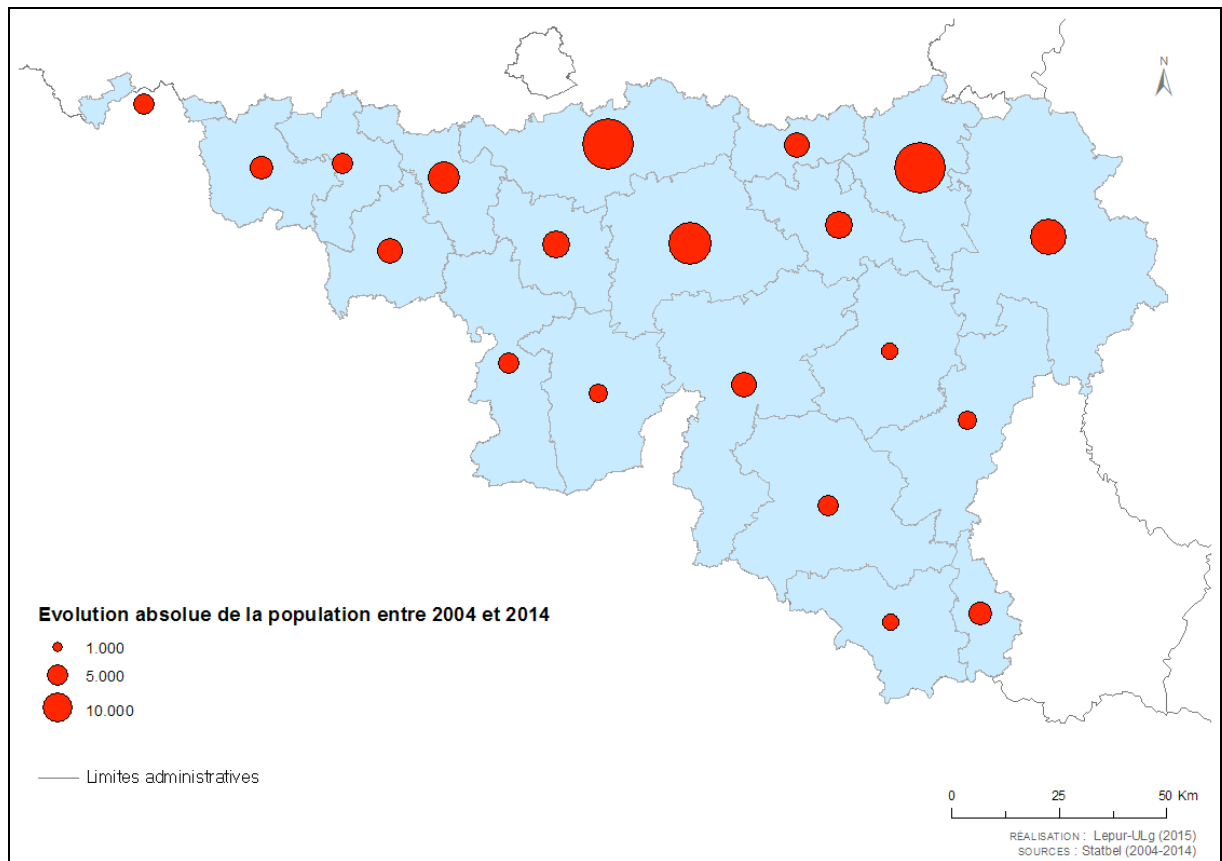 N
Evolution absolue de la population entre 2004 et 2014
1.000
5.000
10.000
Limites administratives
0 25 50 Km
RÉALISATION : Lepur-ULg (2015)
SOURCES : Statbel (2004-2014)